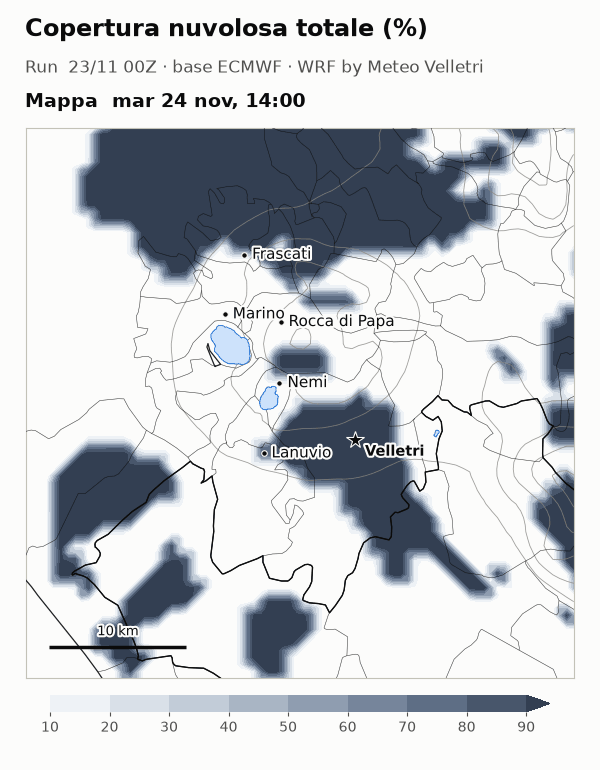 Copertura nuvolosa totale (%)
Run  23/11 00Z · base ECMWF · WRF by Meteo Velletri
Mappa  mar 24 nov, 14:00
Frascati
Marino
Rocca di Papa
Nemi
Velletri
Lanuvio
10 km
10 20 30 40 50 60 70 80 90